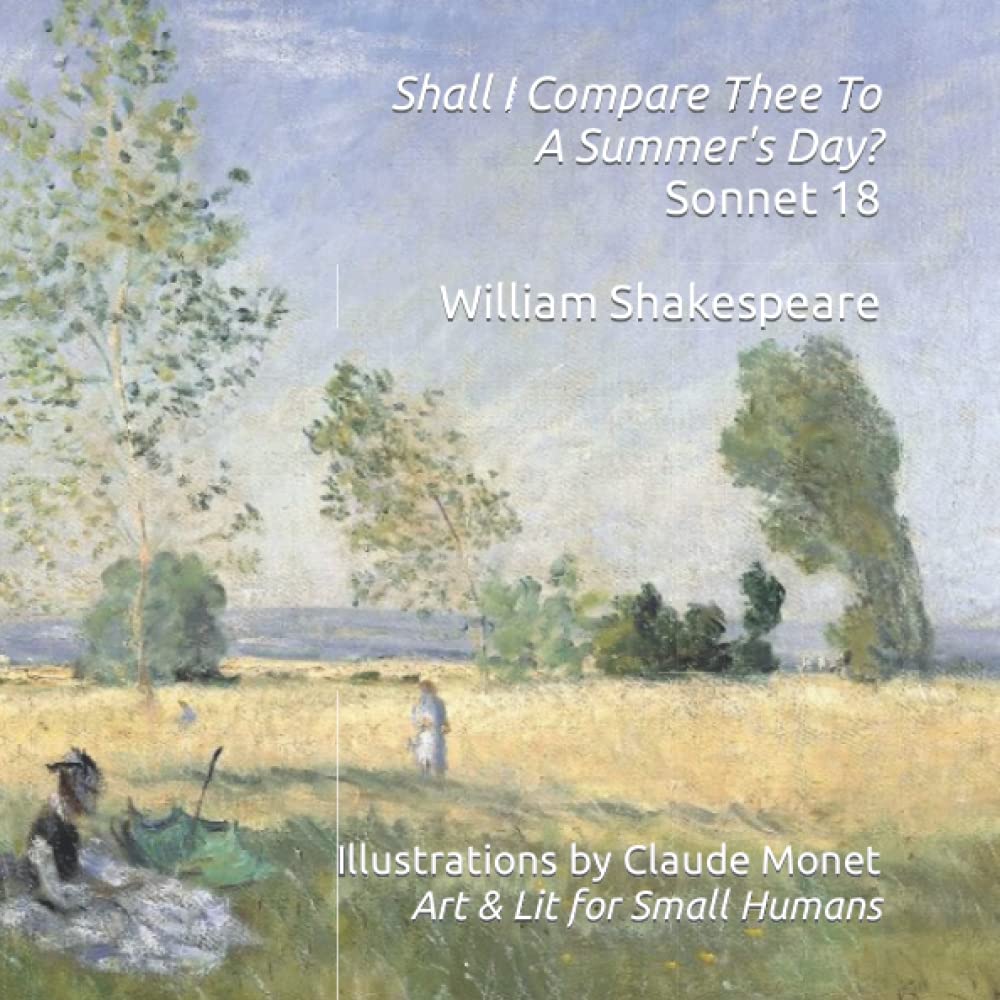 Shall I Compare Thee To
A Summer's Day?
Sonnet 18
William Shakespeare
Illustrations by Claude Monet
Art & Lit for Small Humans